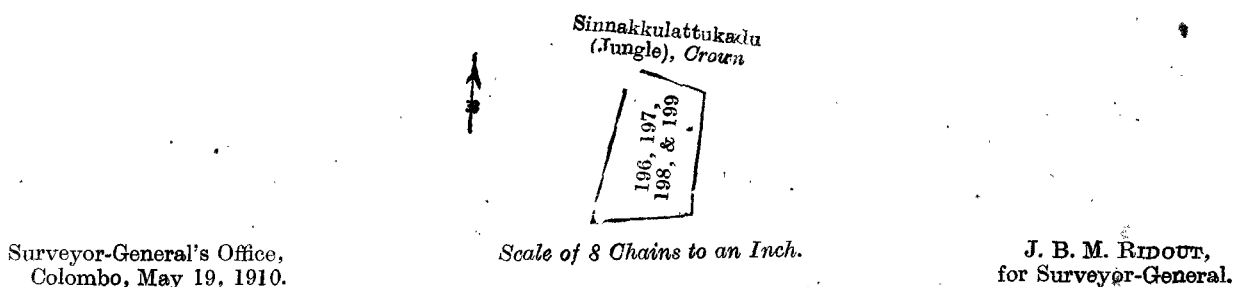 Sinnakkulattukadu
(Jungle), Crown
196, 197,
198, & 199
Scale of 8 Chains to an Inch.
Surveyor-General's Office,
Colombo, May 19, 1910.
J. B. M. RIDOUT,
for Surveyor-General.